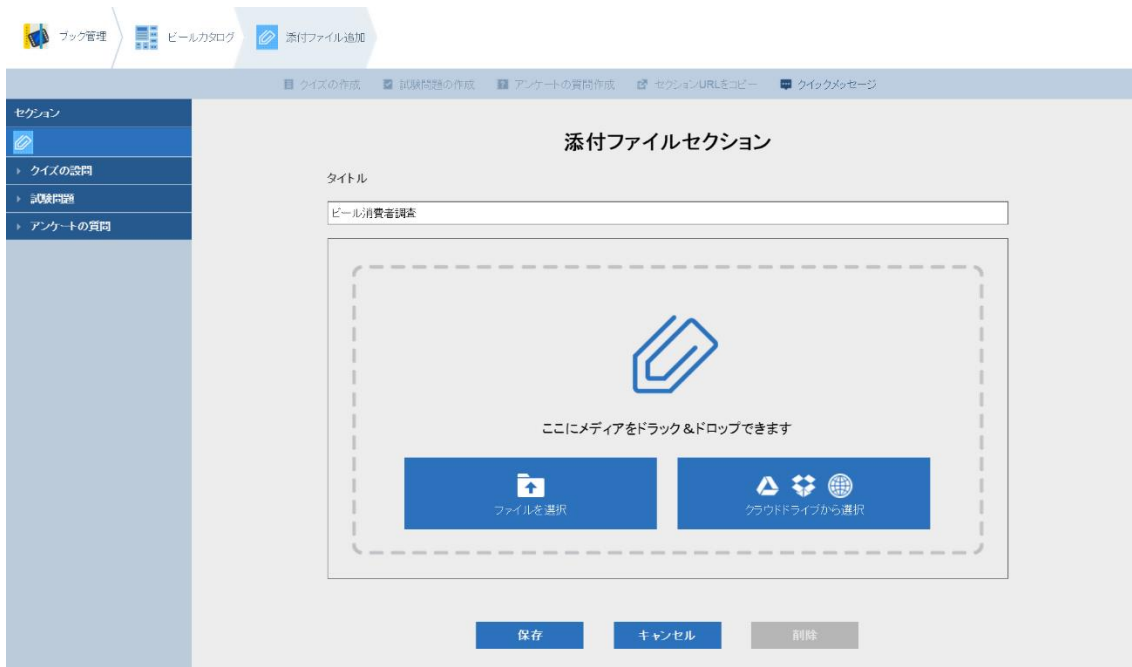 ブック管理 ビールカタログ 添付ファイル追加
クイズの作成 試験問題の作成 アンケートの質問作成 セクションURLをコピー クイックメッセージ
セクション
クイズの設問
試験問題
アンケートの質問
添付ファイルセクション
タイトル
ビール消費者調査
ここにメディアをドラック&ドロップできます
ファイルを選択 クラウドドライブから選択
保存 キャンセル 削除